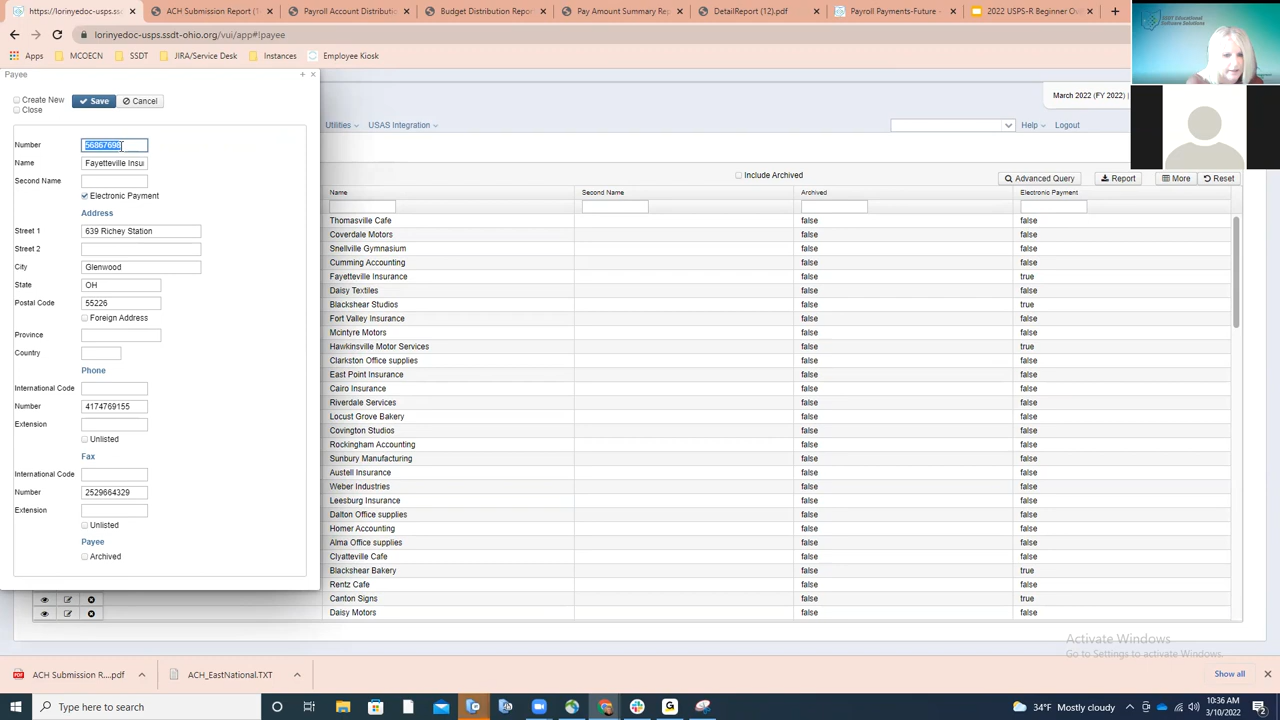 https://lorinyedoc-usps.ssdt-ohio
ACH Submission Report (1
Payroll Account Distributi
Budget Distribution Repor
Pay Amount Summary Rep
DetailReport (12).pdf
Payroll Payments-Future -
2022 USPS-R Beginner Ov
lorinyedoc-usps.ssdt-ohio.org/vui/app#!payee
Apps MCOECN SSDT JIRA/Service Desk Instances Employee Kiosk
SSDT Educational
Software Solutions
Payee
Create New
Close
Save Cancel
March 2022 (FY 2022) |
Utilities USAS Integration Help Logout
Number 56867698
Name Fayetteville Insu
Second Name
Electronic Payment
Address
Street 1 639 Richey Station
Street 2
City Glenwood
State OH
Postal Code 55226
Foreign Address
Province
Country
Phone
International Code
Number 4174769155
Extension
Unlisted
Fax
International Code
Number 2529664329
Extension
Unlisted
Payee
Archived
Include Archived Advanced Query Report More Reset
Name Second Name Archived Electronic Payment
Thomasville Cafe false false
Coverdale Motors false false
Snellville Gymnasium false false
Cumming Accounting false false
Fayetteville Insurance false true
Daisy Textiles false false
Blackshear Studios false true
Fort Valley Insurance false false
Mcintyre Motors false false
Hawkinsville Motor Services false true
Clarkston Office supplies false false
East Point Insurance false false
Cairo Insurance false false
Riverdale Services false false
Locust Grove Bakery false false
Covington Studios false false
Rockingham Accounting false false
Sunbury Manufacturing false false
Austell Insurance false false
Weber Industries false false
Leesburg Insurance false false
Dalton Office supplies false false
Homer Accounting false false
Alma Office supplies false false
Clyatteville Cafe false false
Blackshear Bakery false true
Rentz Cafe false false
Canton Signs false true
Daisy Motors false false
Activate Windows
Go to Settings to activate Windows.
ACH Submission R....pdf ACH_EastNational.TXT Show all
Type here to search
34°F Mostly cloudy
10:36 AM
3/10/2022